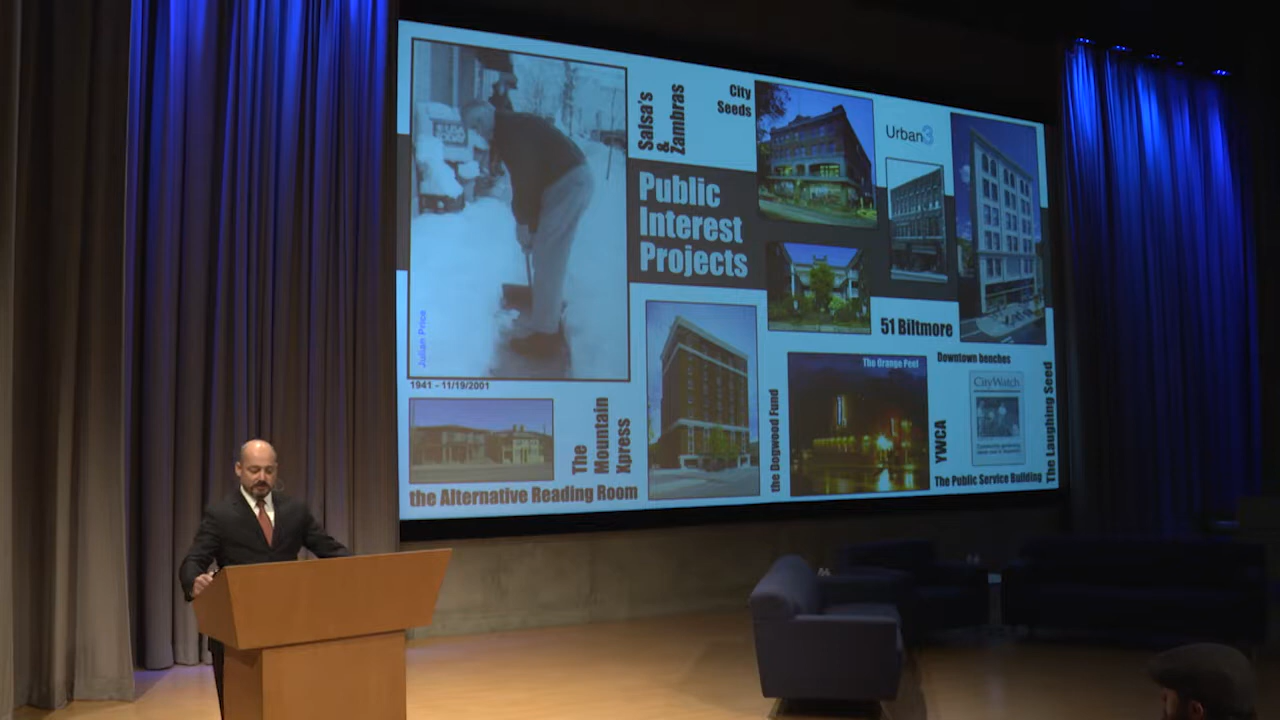 Salsa's
&
Zambras
City
Seeds
Urban3
Public
Interest
Projects
Julian Price
1941 - 11/19/2001
51 Biltmore
Downtown benches
The Orange Peel
CityWatch
The Laughing Seed
The
Mountain
Xpress
the Dogwood Fund
YWCA
The Public Service Building
the Alternative Reading Room